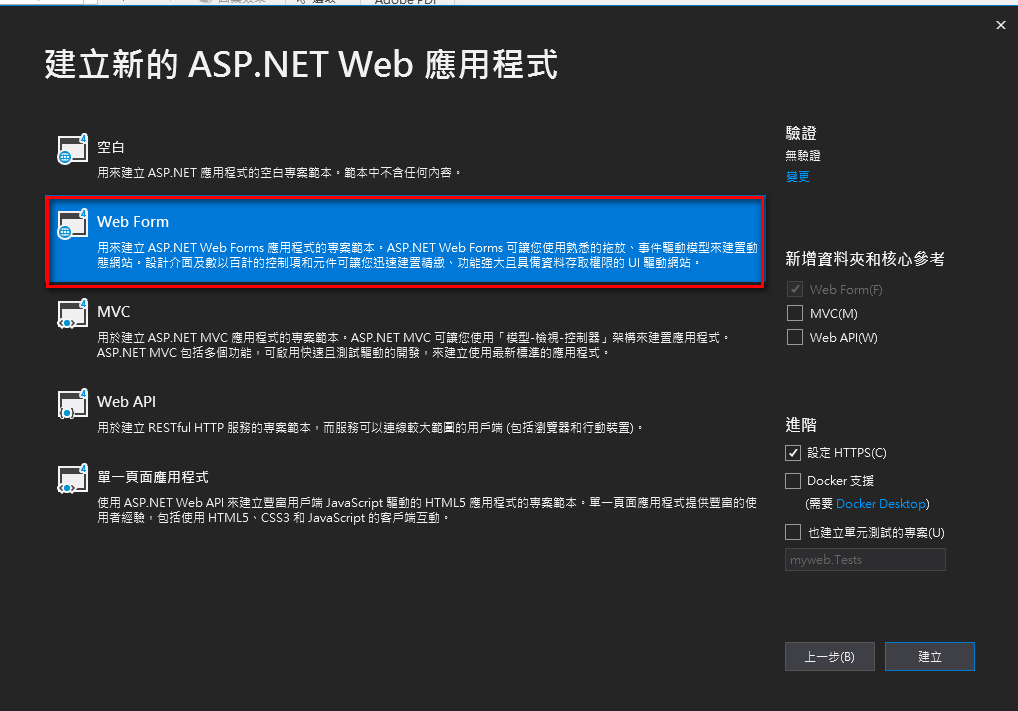 Adobe PDF
建立新的 ASP.NET Web 應用程式
空白
用來建立 ASP.NET 應用程式的空白專案範本。範本中不含任何內容。
Web Form
用來建立 ASP.NET Web Forms 應用程式的專案範本。ASP.NET Web Forms 可讓您使用熟悉的拖放、事件驅動模型來建置動
態網站。設計介面及數以百計的控制項和元件可讓您迅速建置精緻、功能強大且具備資料存取權限的 UI 驅動網站。
MVC
用於建立 ASP.NET MVC 應用程式的專案範本。ASP.NET MVC 可讓您使用「模型-檢視-控制器」架構來建置應用程式。
ASP.NET MVC 包括多個功能，可啟用快速且測試驅動的開發，來建立使用最新標準的應用程式。
Web API
用於建立 RESTful HTTP 服務的專案範本，而服務可以連線較大範圍的用戶端 (包括瀏覽器和行動裝置)。
單一頁面應用程式
使用 ASP.NET Web API 來建立豐富用戶端 JavaScript 驅動的 HTML5 應用程式的專案範本。單一頁面應用程式提供豐富的使
用者經驗，包括使用 HTML5、CSS3 和 JavaScript 的客戶端互動。
驗證
無驗證
變更
新增資料夾和核心參考
Web Form(F)
MVC(M)
Web API(W)
進階
設定 HTTPS(C)
Docker 支援
(需要 Docker Desktop)
也建立單元測試的專案(U)
myweb.Tests
上一步(B)
建立